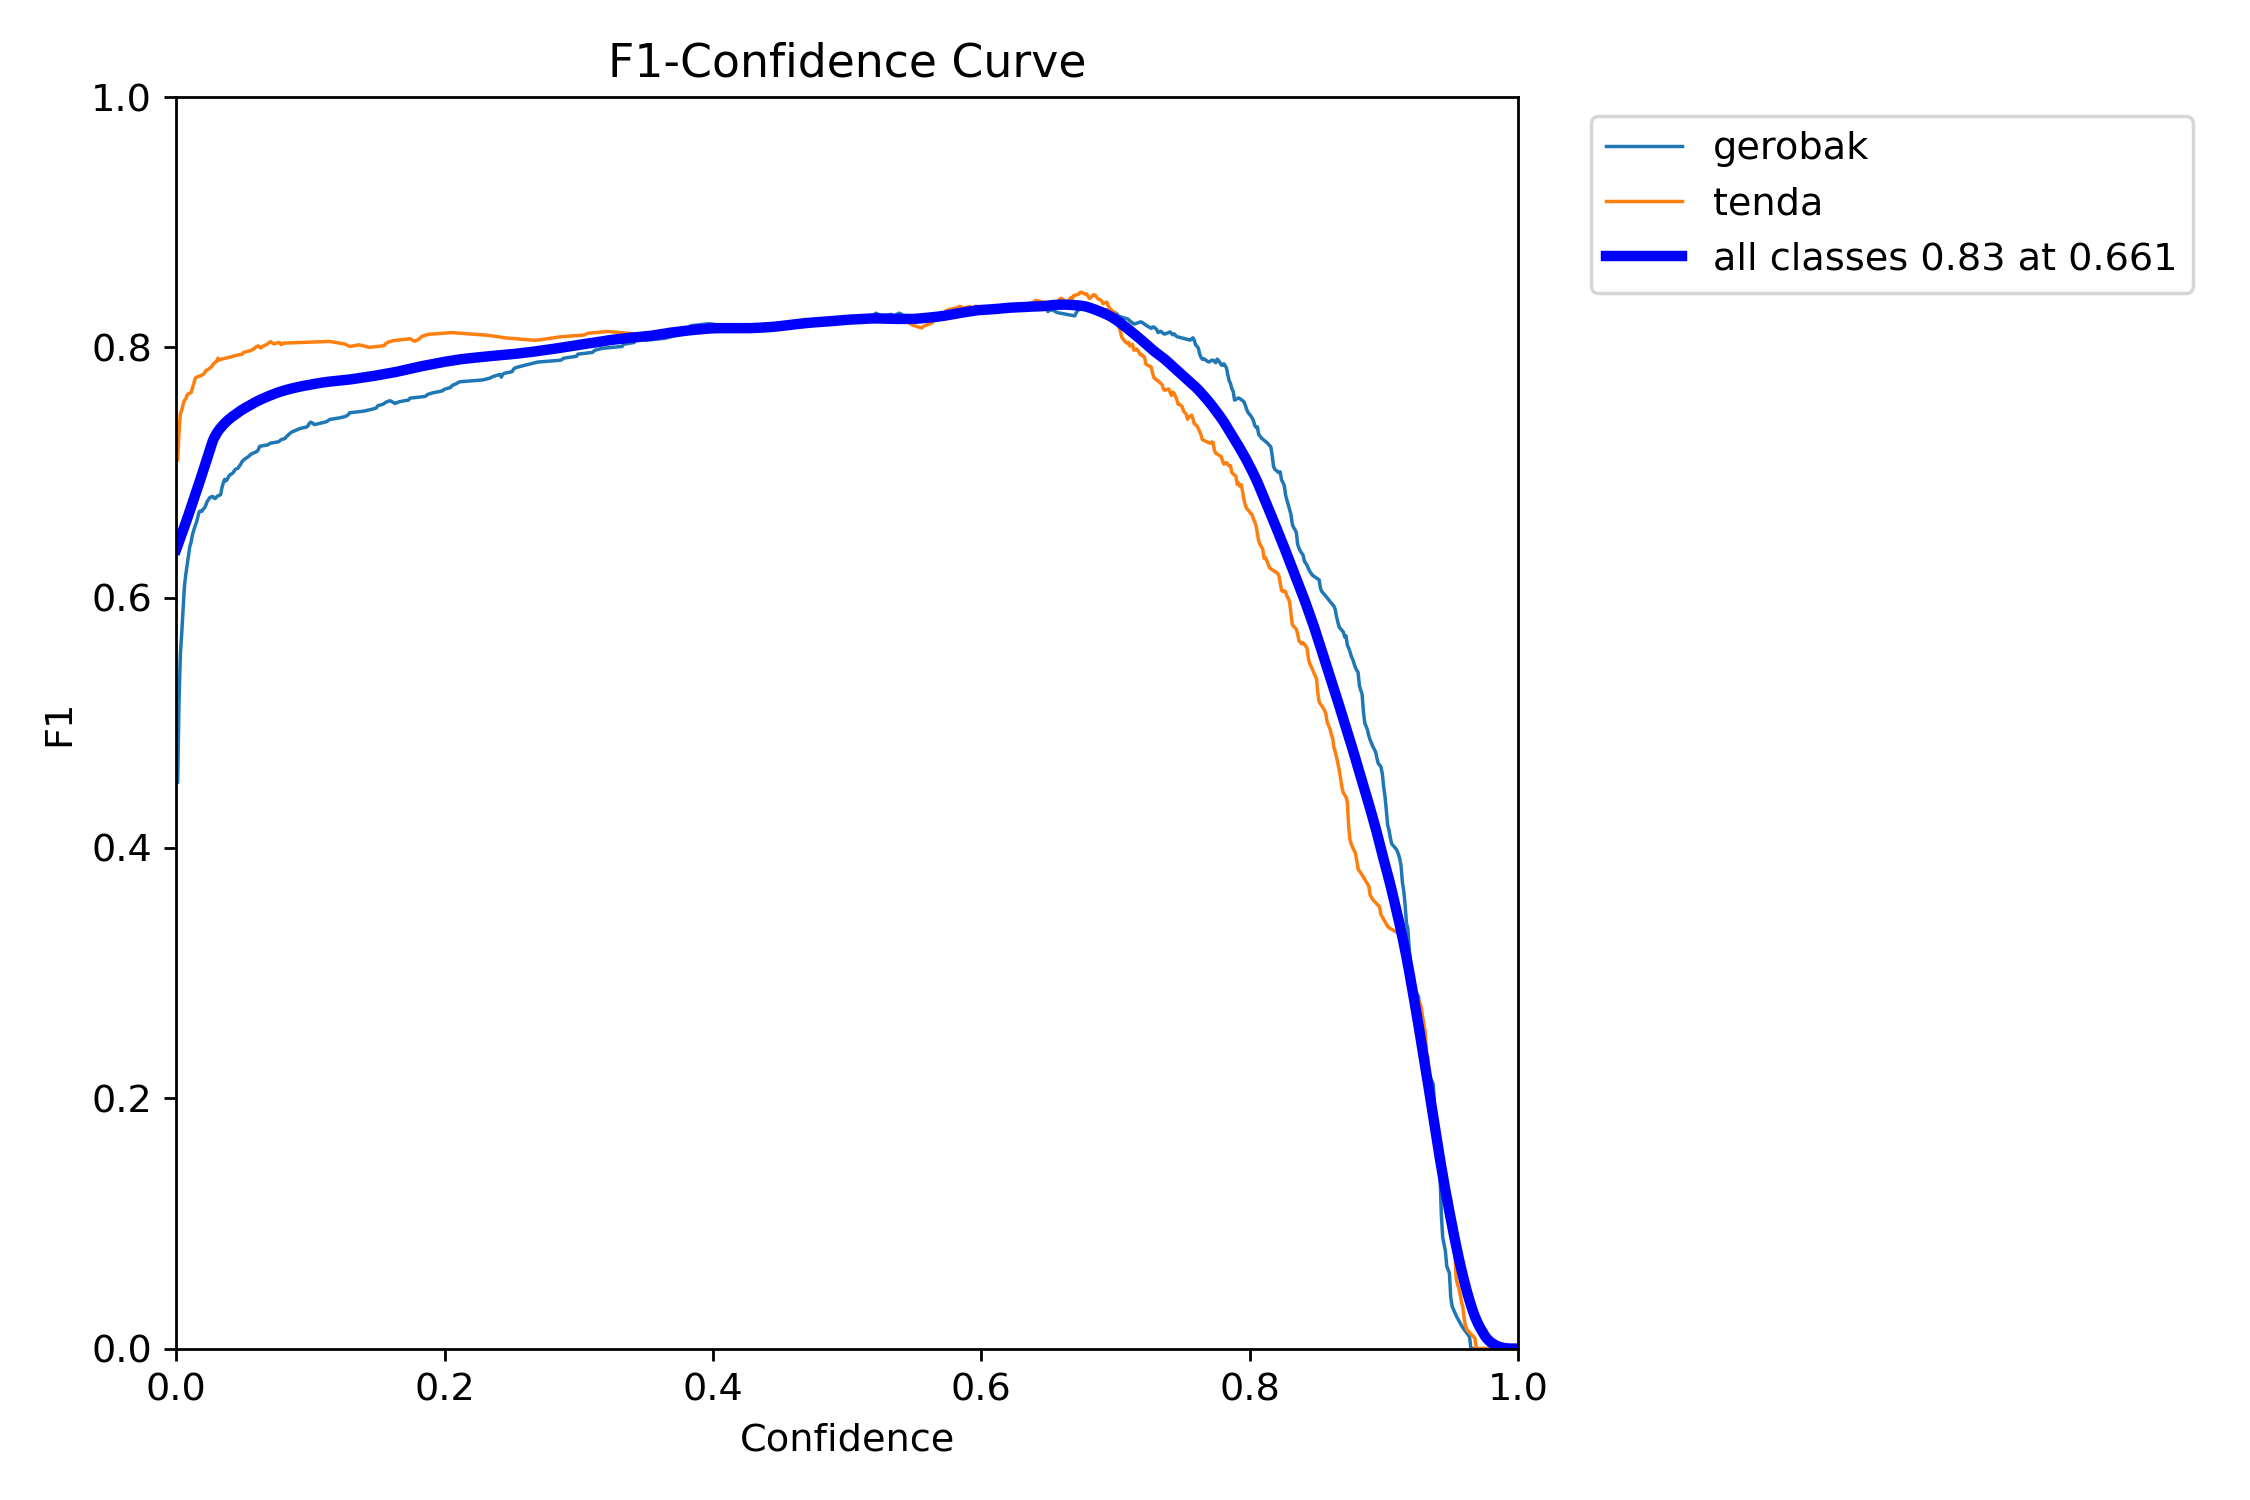 F1-Confidence Curve
1.0
0.8
0.6
0.4
0.2
0.0
F1
0.0 0.2 0.4 0.6 0.8 1.0
Confidence
gerobak
tenda
all classes 0.83 at 0.661